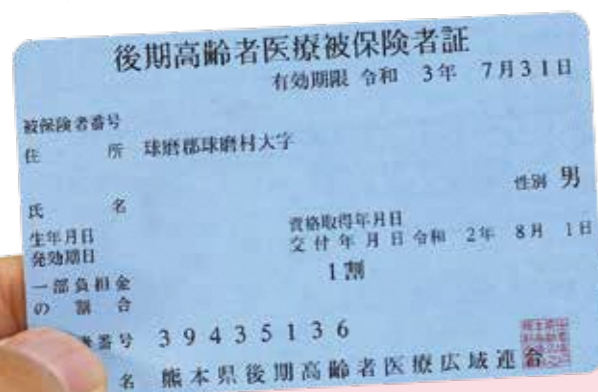 後期高齢者医療被保険者証
有効期限 令和 3年 7月31日
被保険者番号
住 所 球磨郡球磨村大字
性別 男
氏 名
生年月日
資格取得年月日
発効期日
交付年月日 令和 2年 8月 1日
一部負担金
の割合
1割
者番号 39435136
名 熊本県後期高齢者医療広域連合